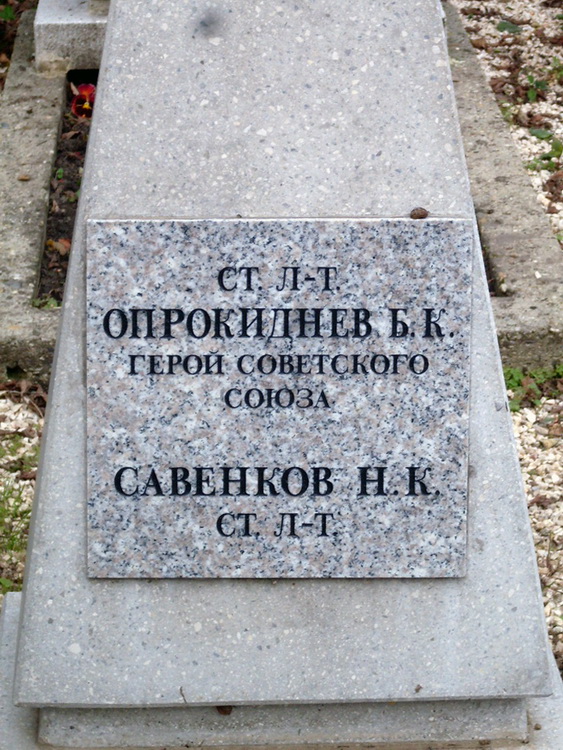 СТ. Л-Т.
ОПРОКИДНЕВ Б. К.
ГЕРОЙ СОВЕТСКОГО
СОЮЗА
САВЕНКОВ Н. К.
СТ. Л-Т.